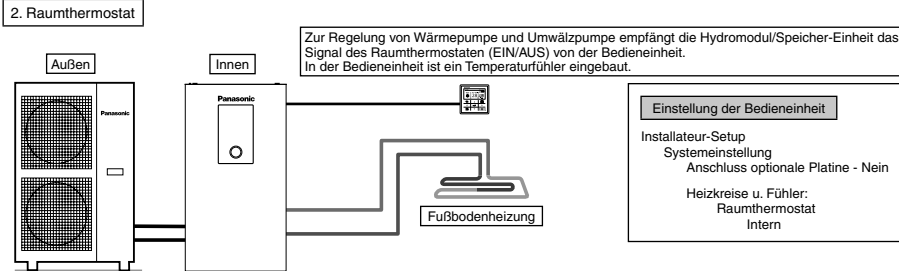 2. Raumthermostat
Zur Regelung von Wärmepumpe und Umwälzpumpe empfängt die Hydromodul/Speicher-Einheit das
Signal des Raumthermostaten (EIN/AUS) von der Bedieneinheit.
In der Bedieneinheit ist ein Temperaturfühler eingebaut.
Außen
Innen
Panasonic
Panasonic
Fußbodenheizung
Einstellung der Bedieneinheit
Installateur-Setup
Systemeinstellung
Anschluss optionale Platine - Nein
Heizkreise u. Fühler:
Raumthermostat
Intern